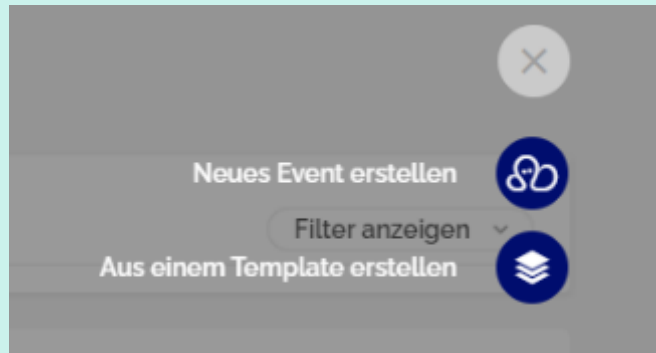 Neues Event erstellen
Filter anzeigen
Aus einem Template erstellen